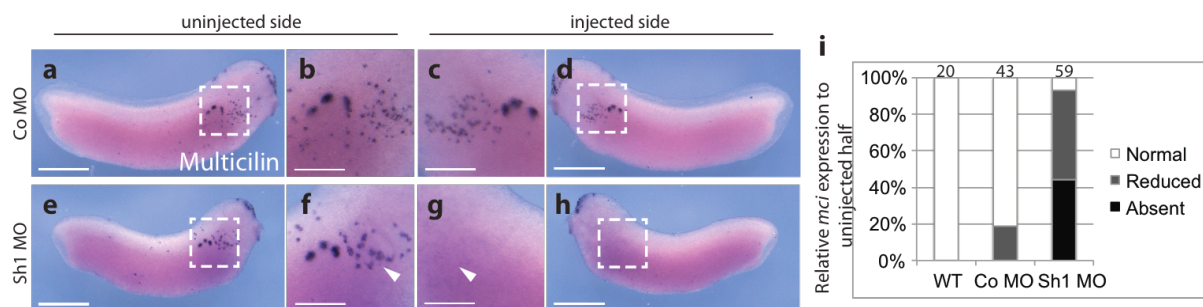 uninjected side
injected side
a
b
c
d
Co MO
Multicilin
e
f
g
h
Sh1 MO
i
Relative mci expression to
uninjected half
20
43
59
100%
80%
60%
40%
20%
0%
WT
Co MO
Sh1 MO
Normal
Reduced
Absent